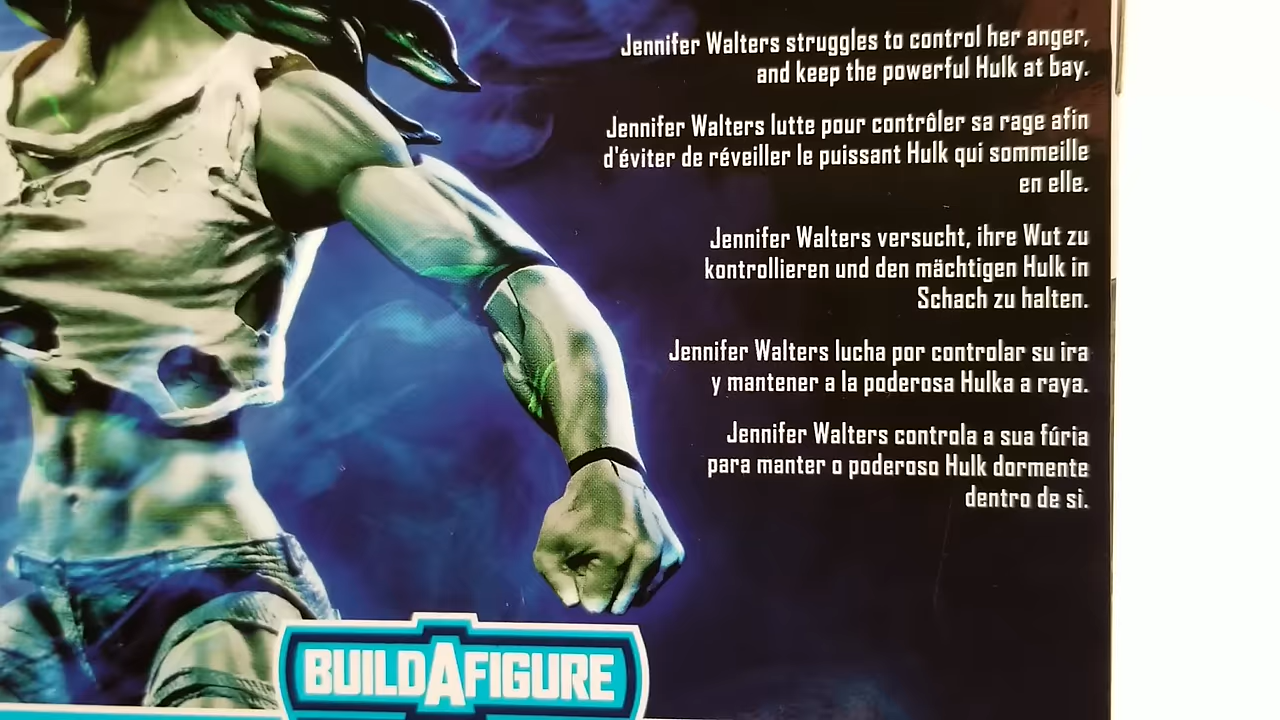 Jennifer Walters struggles to control her anger,
and keep the powerful Hulk at bay.
Jennifer Walters lutte pour contrôler sa rage afin
d'éviter de réveiller le puissant Hulk qui sommeille
en elle.
Jennifer Walters versucht, ihre Wut zu
kontrollieren und den mächtigen Hulk in
Schach zu halten.
Jennifer Walters lucha por controlar su ira
y mantener a la poderosa Hulka a raya.
Jennifer Walters controla a sua fúria
para manter o poderoso Hulk dormente
dentro de si.
BUILDAFIGURE